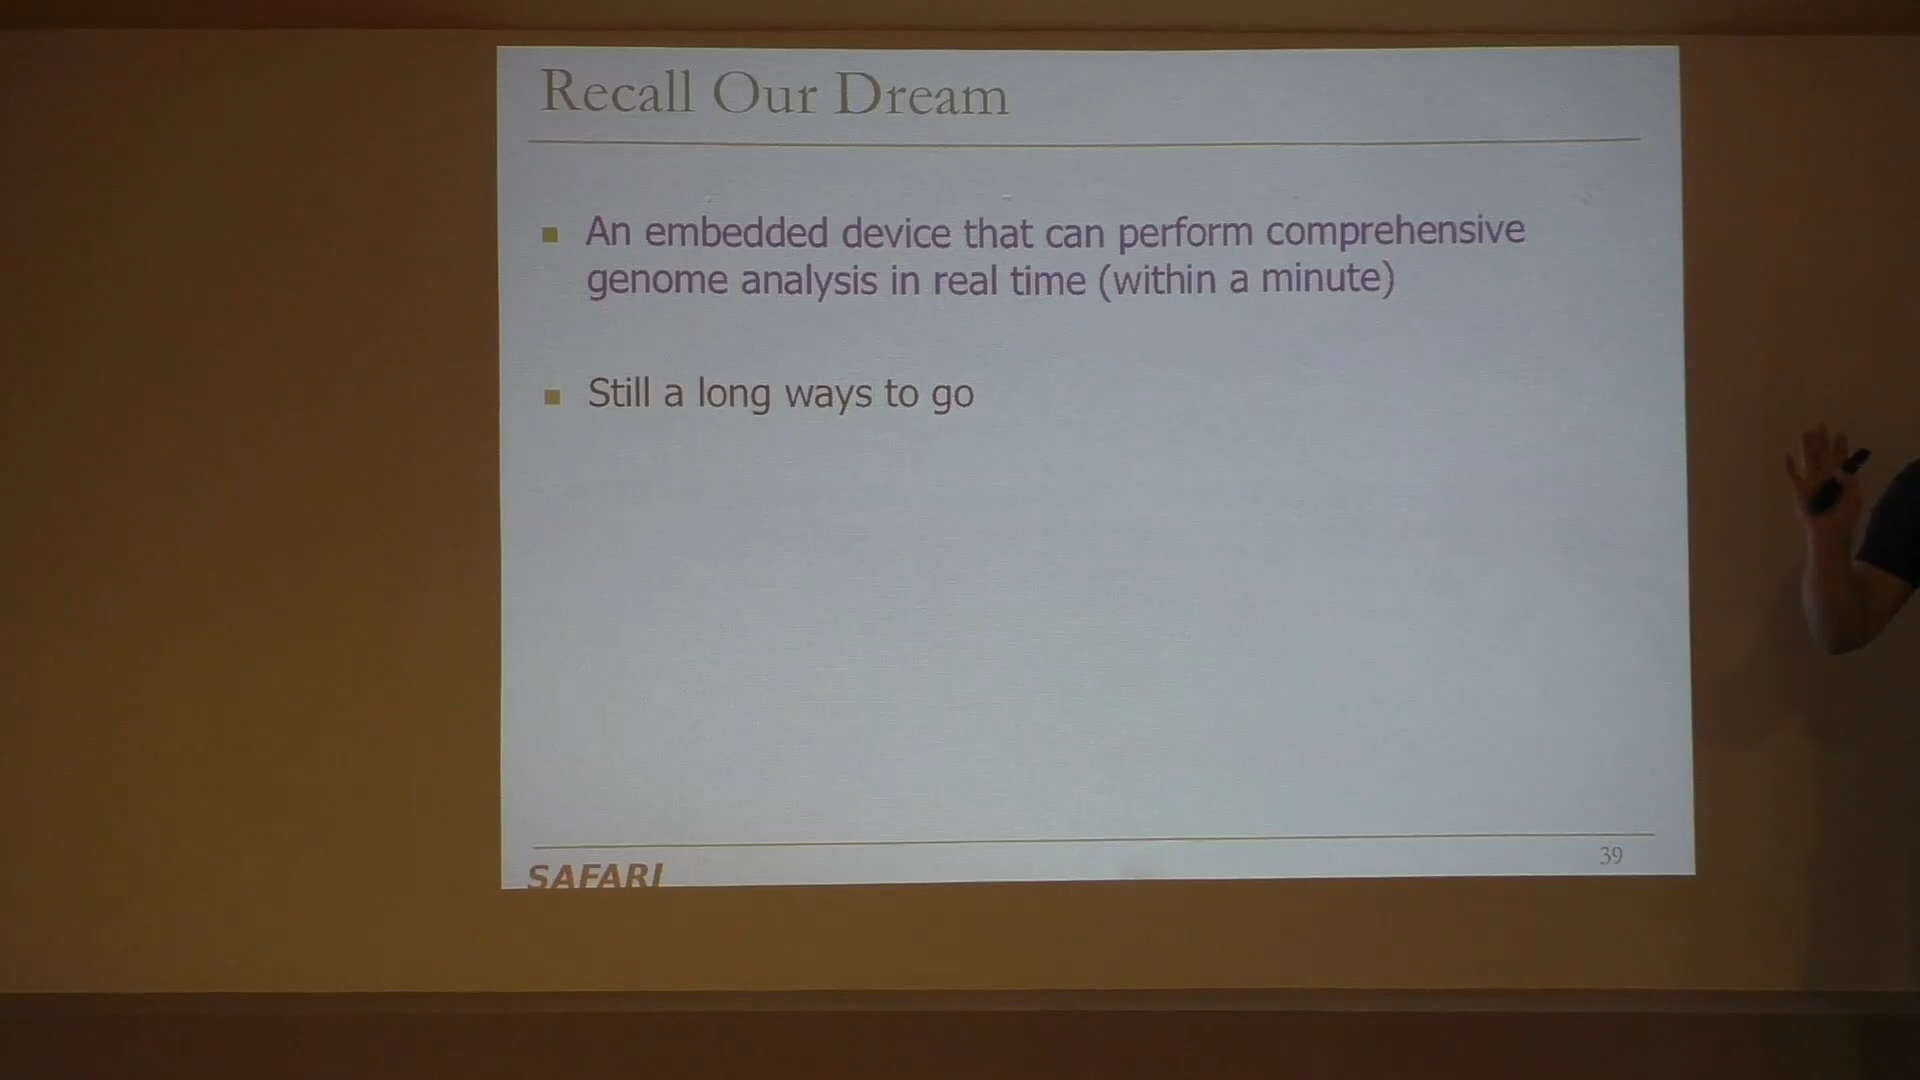 Recall Our Dream
An embedded device that can perform comprehensive
genome analysis in real time (within a minute)
Still a long ways to go
SAFARI
39